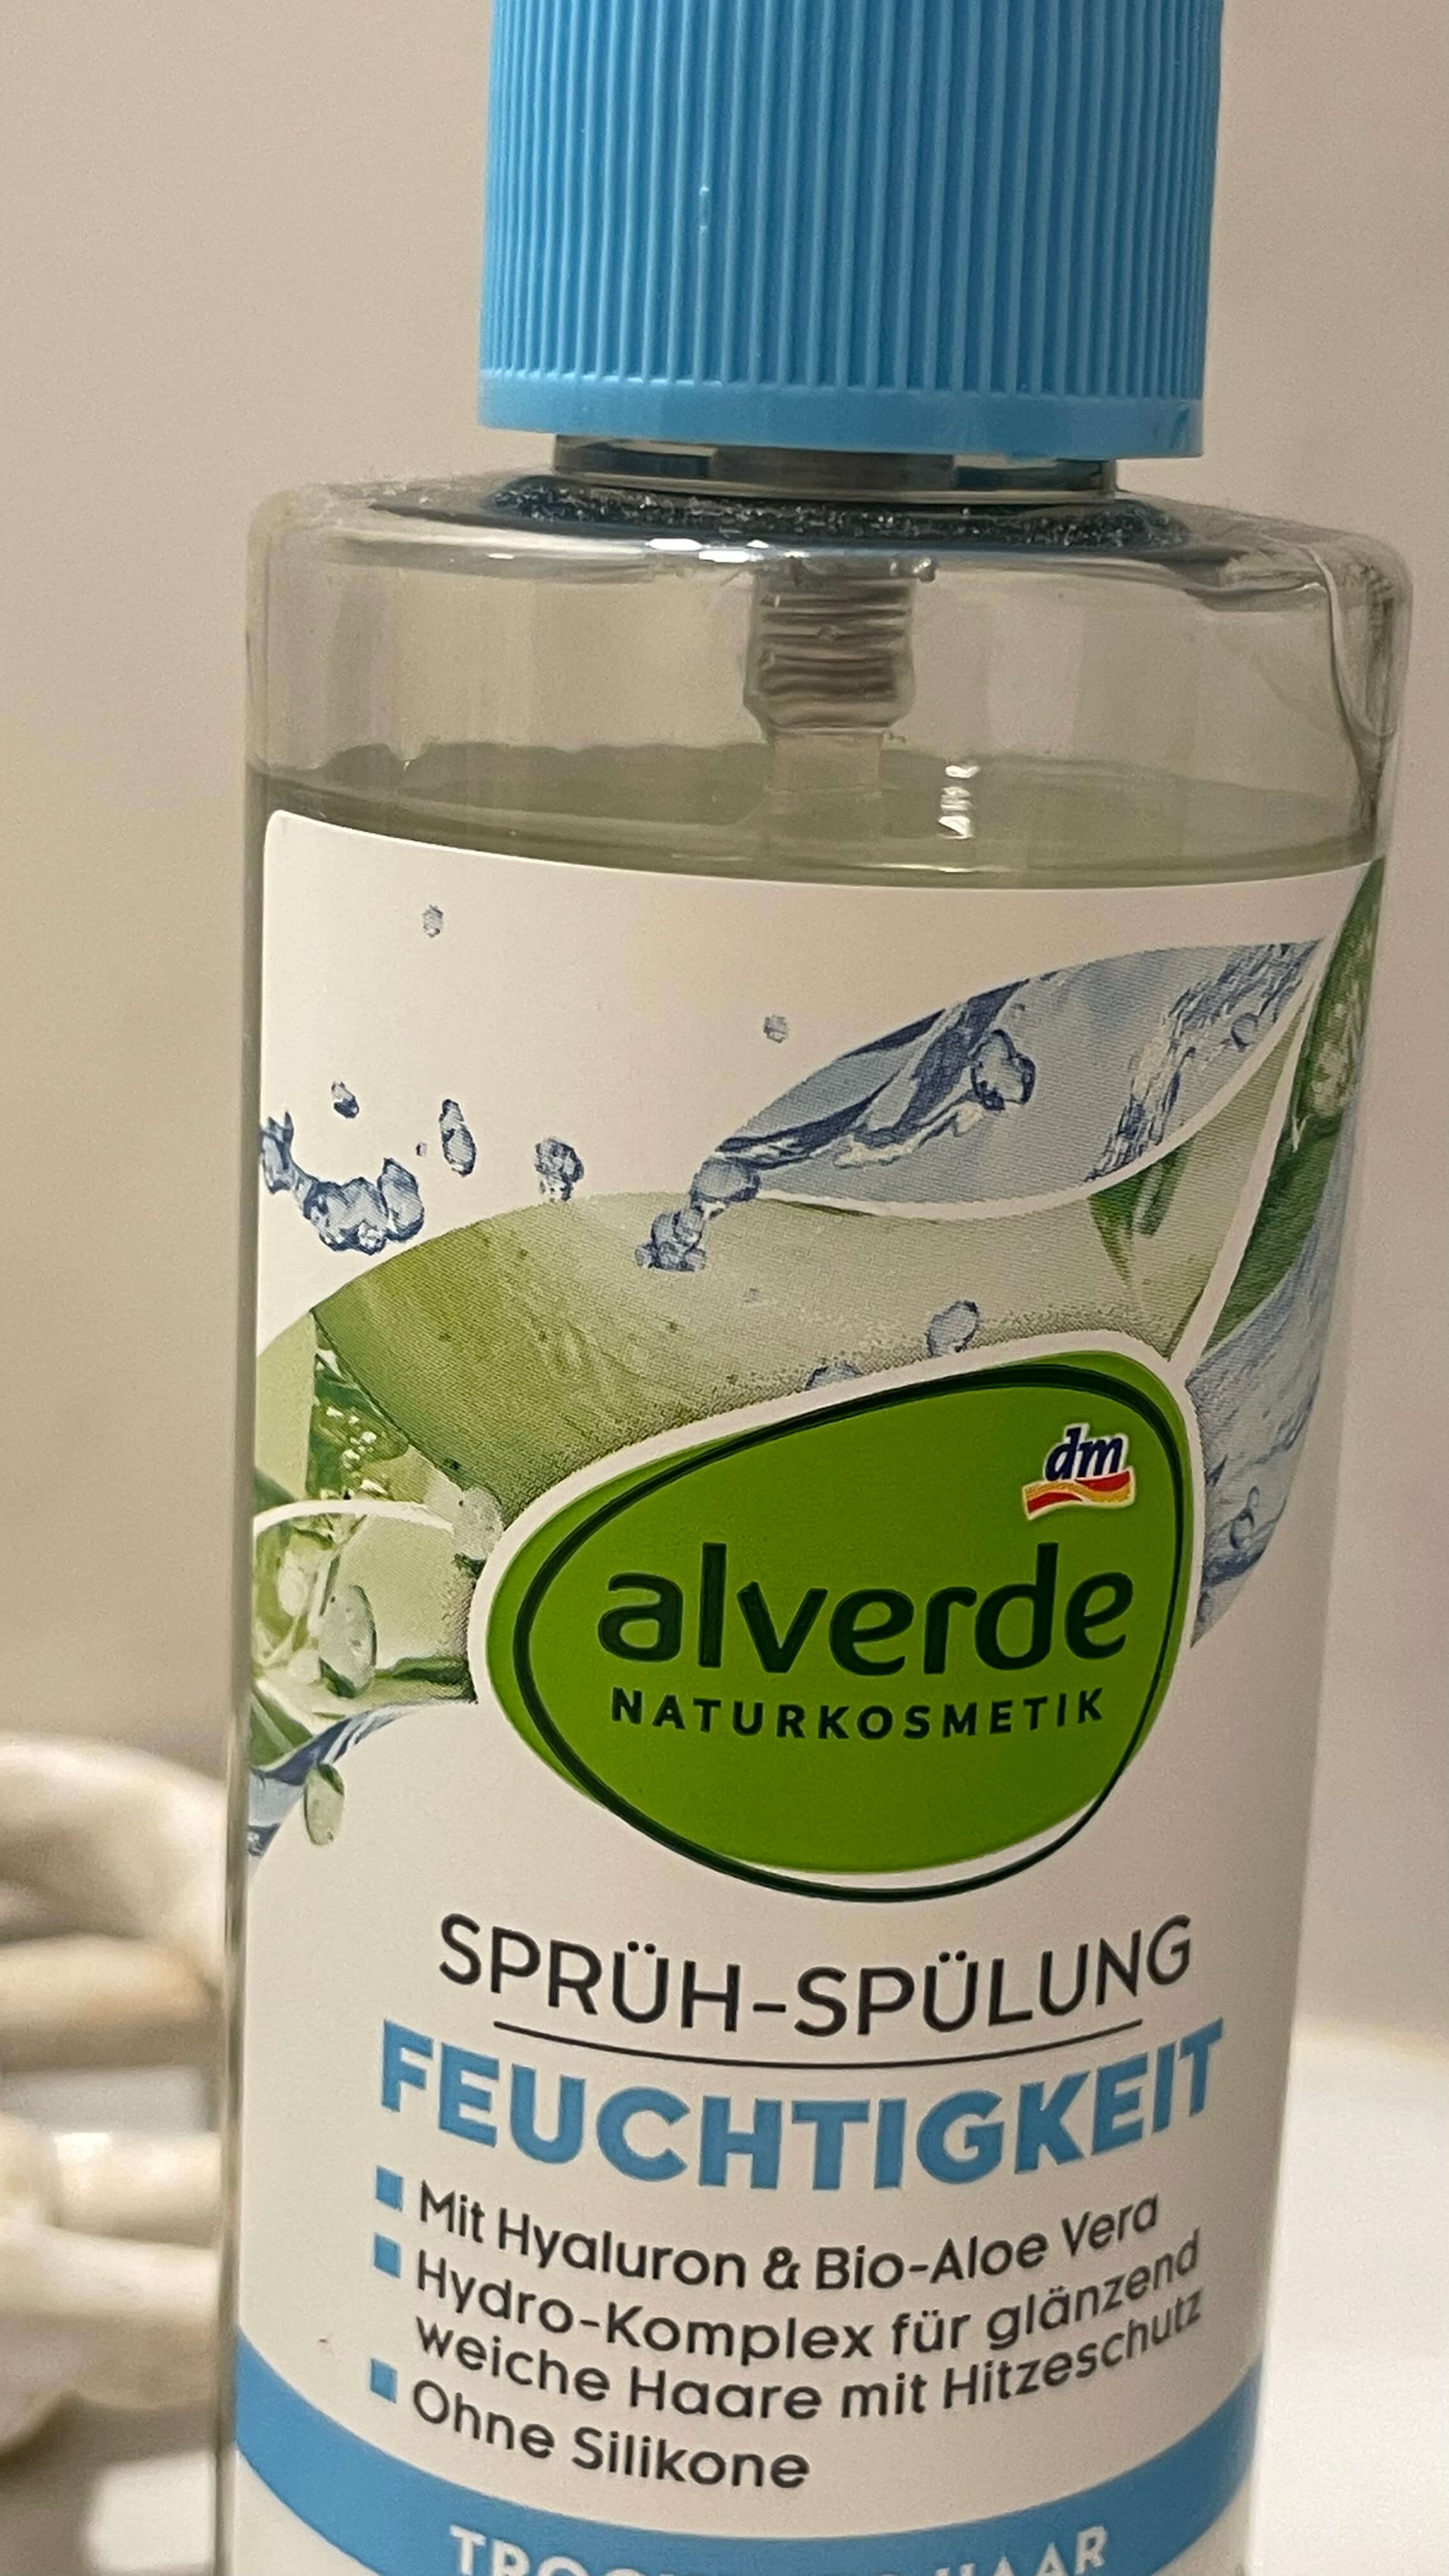 dm
alverde
NATURKOSMETIK
SPRÜH-SPÜLUNG
FEUCHTIGKEIT
Mit Hyaluron & Bio-Aloe Vera
Hydro-Komplex für glänzend
weiche Haare mit Hitzeschutz
Ohne Silikone
HAAR